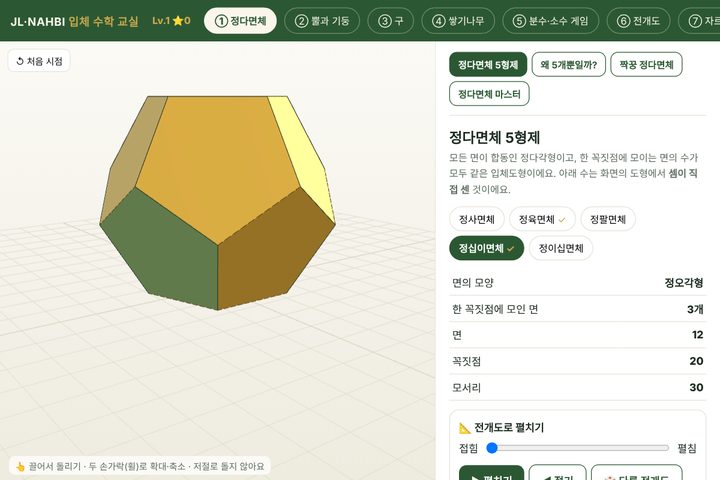 JL·NAHBI 입체 수학 교실 Lv.1 ⭐0 ① 정다면체 ② 뿔과 기둥 ③ 구 ④ 쌓기나무 ⑤ 분수·소수 게임 ⑥ 전개도 ⑦ 자르
↺ 처음 시점
정다면체 5형제 왜 5개뿐일까? 짝꿍 정다면체
정다면체 마스터
정다면체 5형제
모든 면이 합동인 정다각형이고, 한 꼭짓점에 모이는 면의 수가
모두 같은 입체도형이에요. 아래 수는 화면의 도형에서 셈이 직
접 센 것이에요.
정사면체 정육면체 ✓ 정팔면체
정십이면체 ✓ 정이십면체
면의 모양 정오각형
한 꼭짓점에 모인 면 3개
면 12
꼭짓점 20
모서리 30
📐 전개도로 펼치기
접힘 펼침
👆 끌어서 돌리기 · 두 손가락(휠)로 확대·축소 · 저절로 돌지 않아요